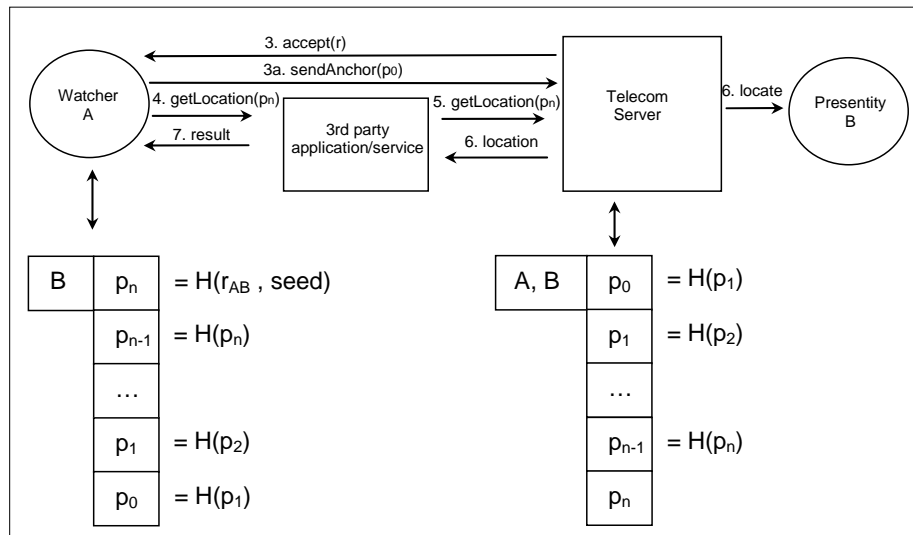 3. accept(r)
3a. sendAnchor(p0)
Watcher
A
4. getLocation(pn)
7. result
3rd party
application/service
5. getLocation(pn)
6. location
Telecom
Server
6. locate
Presentity
B
B pn = H(rAB , seed)
pn-1 = H(pn)
…
p1 = H(p2)
p0 = H(p1)
A, B p0 = H(p1)
p1 = H(p2)
…
pn-1 = H(pn)
pn